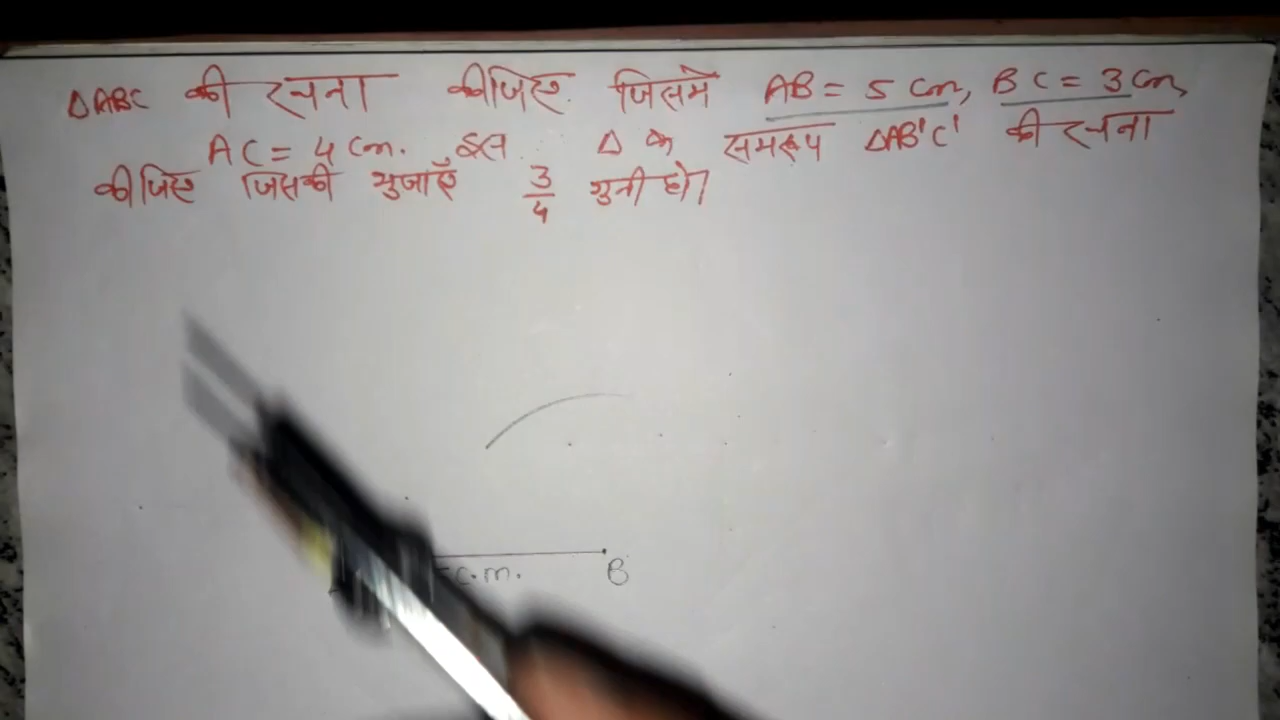 ΔABC की रचना कीजिए जिसमे AB = 5 cm, BC = 3 cm,
AC = 4 cm. इस Δ के समरूप ΔAB'C' की रचना
कीजिए जिसकी भुजाएँ 3/4 गुनी हो।
5c.m. B